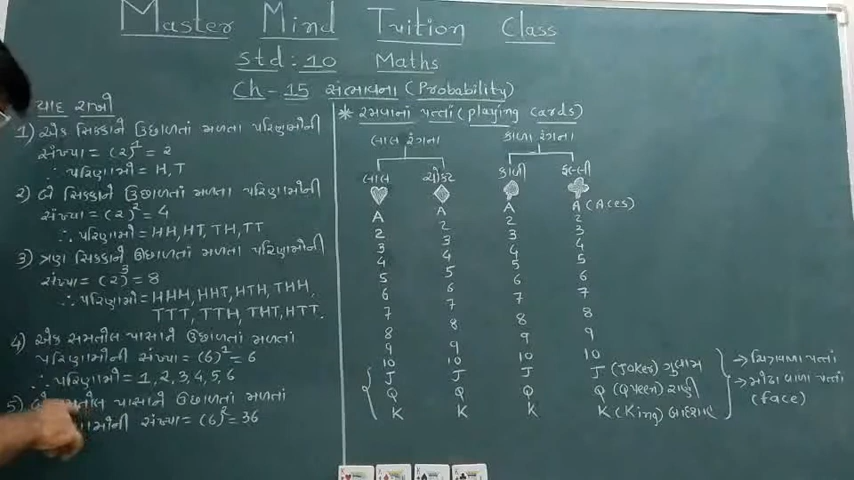 Master Mind Tuition Class
std : 10 Maths
Ch - 15 સંભાવના (Probability)
યાદ રાખો
1) એક સિક્કાને ઉછાળતાં મળતા પરિણામોની
સંખ્યા = (2)^1 = 2
∴ પરિણામો = H, T
2) બે સિક્કાને ઉછાળતાં મળતા પરિણામોની
સંખ્યા = (2)^2 = 4
∴ પરિણામો = HH, HT, TH, TT
3) ત્રણ સિક્કાને ઉછાળતાં મળતા પરિણામોની
સંખ્યા = (2)^3 = 8
∴ પરિણામો = HHH, HHT, HTH, THH,
TTT, TTH, THT, HTT.
4) એક સમતોલ પાસાને ઉછાળતાં મળતાં
પરિણામોની સંખ્યા = (6)^1 = 6
∴ પરિણામો = 1, 2, 3, 4, 5, 6
5) પાસાને ઉછાળતાં મળતાં
સંખ્યા = (6)^2 = 36
* રમવાનાં પત્તાં (playing cards)
લાલ રંગના કાળા રંગના
લાલ ચોકટ કાળી ફુલ્લી
♥ ♦ ♠ ♣
A A A A (Aces)
2 2 2 2
3 3 3 3
4 4 4 4
5 5 5 5
6 6 6 6
7 7 7 7
8 8 8 8
9 9 9 9
10 10 10 10
J J J J (Joker) ગુલામ
Q Q Q Q (Queen) રાણી
K K K K (King) બાદશાહ
→ ચિત્રવાળા પત્તાં
→ મોઢાવાળા પત્તાં
(face)